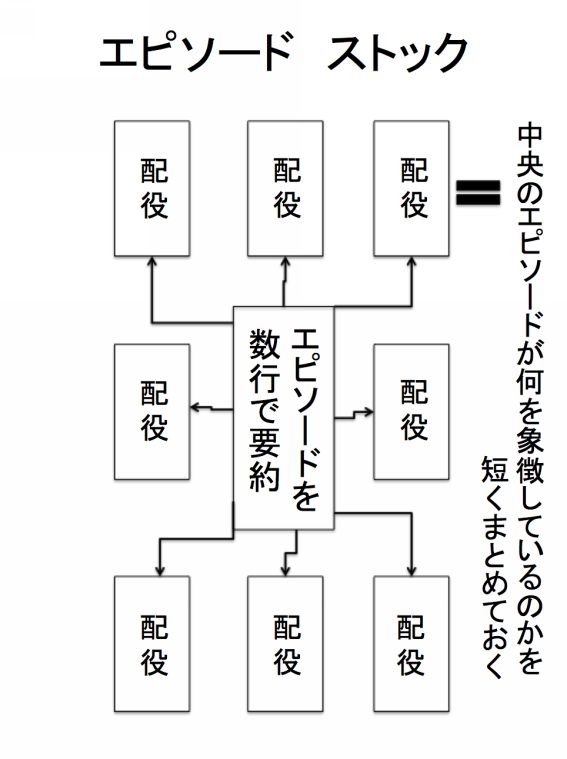 エピソード　ストック
中央のエピソードが何を象徴しているのかを
短くまとめておく
＝
配役
配役
配役
エピソードを
数行で要約
配役
配役
配役
配役
配役